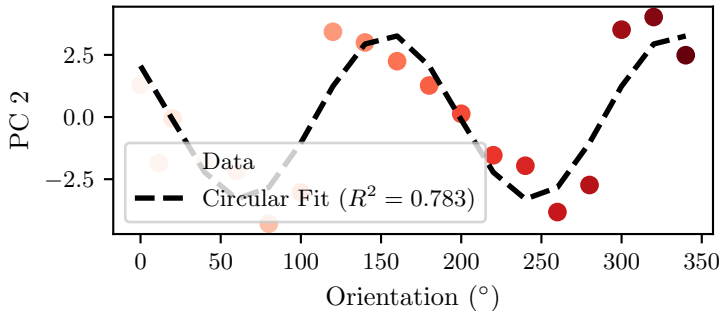 PC 2
2.5
0.0
−2.5
Data
Circular Fit (R² = 0.783)
0 50 100 150 200 250 300 350
Orientation (°)